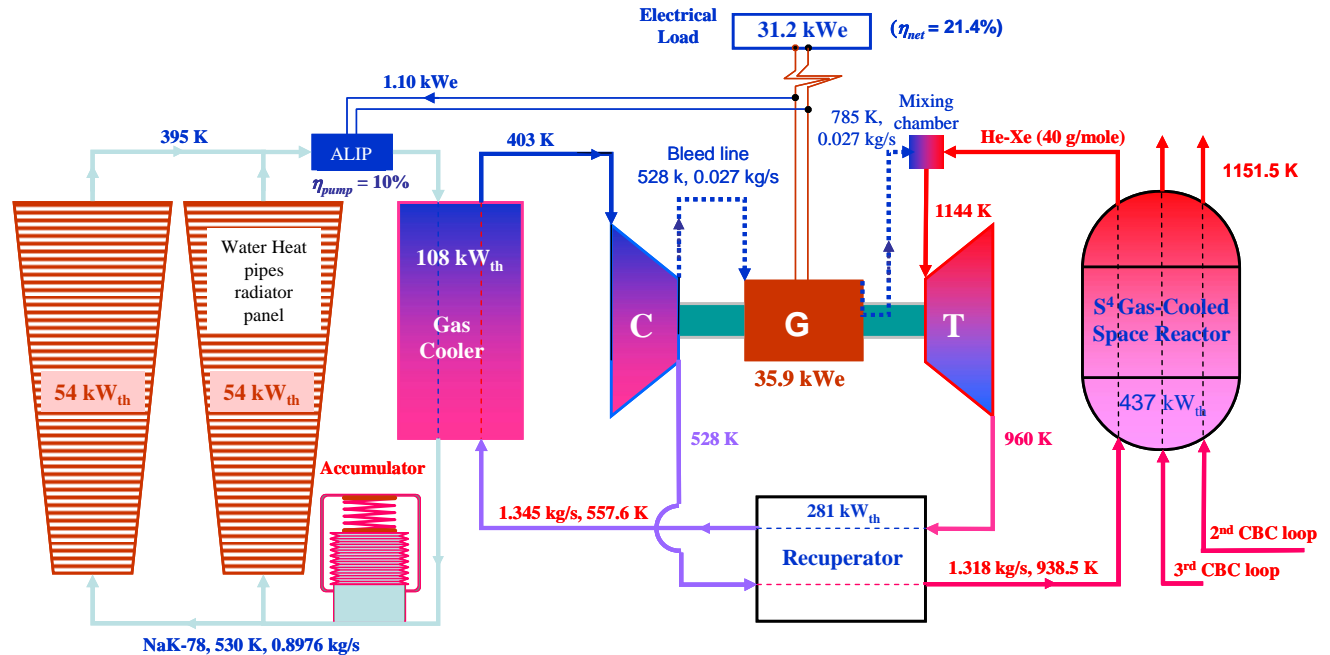 Electrical
Load
31.2 kWe
(ηnet = 21.4%)
1.10 kWe
395 K
ALIP
ηpump = 10%
403 K
Bleed line
528 k, 0.027 kg/s
785 K,
0.027 kg/s
Mixing
chamber
He-Xe (40 g/mole)
1151.5 K
1144 K
Water Heat
pipes
radiator
panel
108 kWth
Gas
Cooler
C
G
T
35.9 kWe
S4 Gas-Cooled
Space Reactor
437 kWth
54 kWth
54 kWth
528 K
960 K
Accumulator
1.345 kg/s, 557.6 K
281 kWth
Recuperator
1.318 kg/s, 938.5 K
2nd CBC loop
3rd CBC loop
NaK-78, 530 K, 0.8976 kg/s